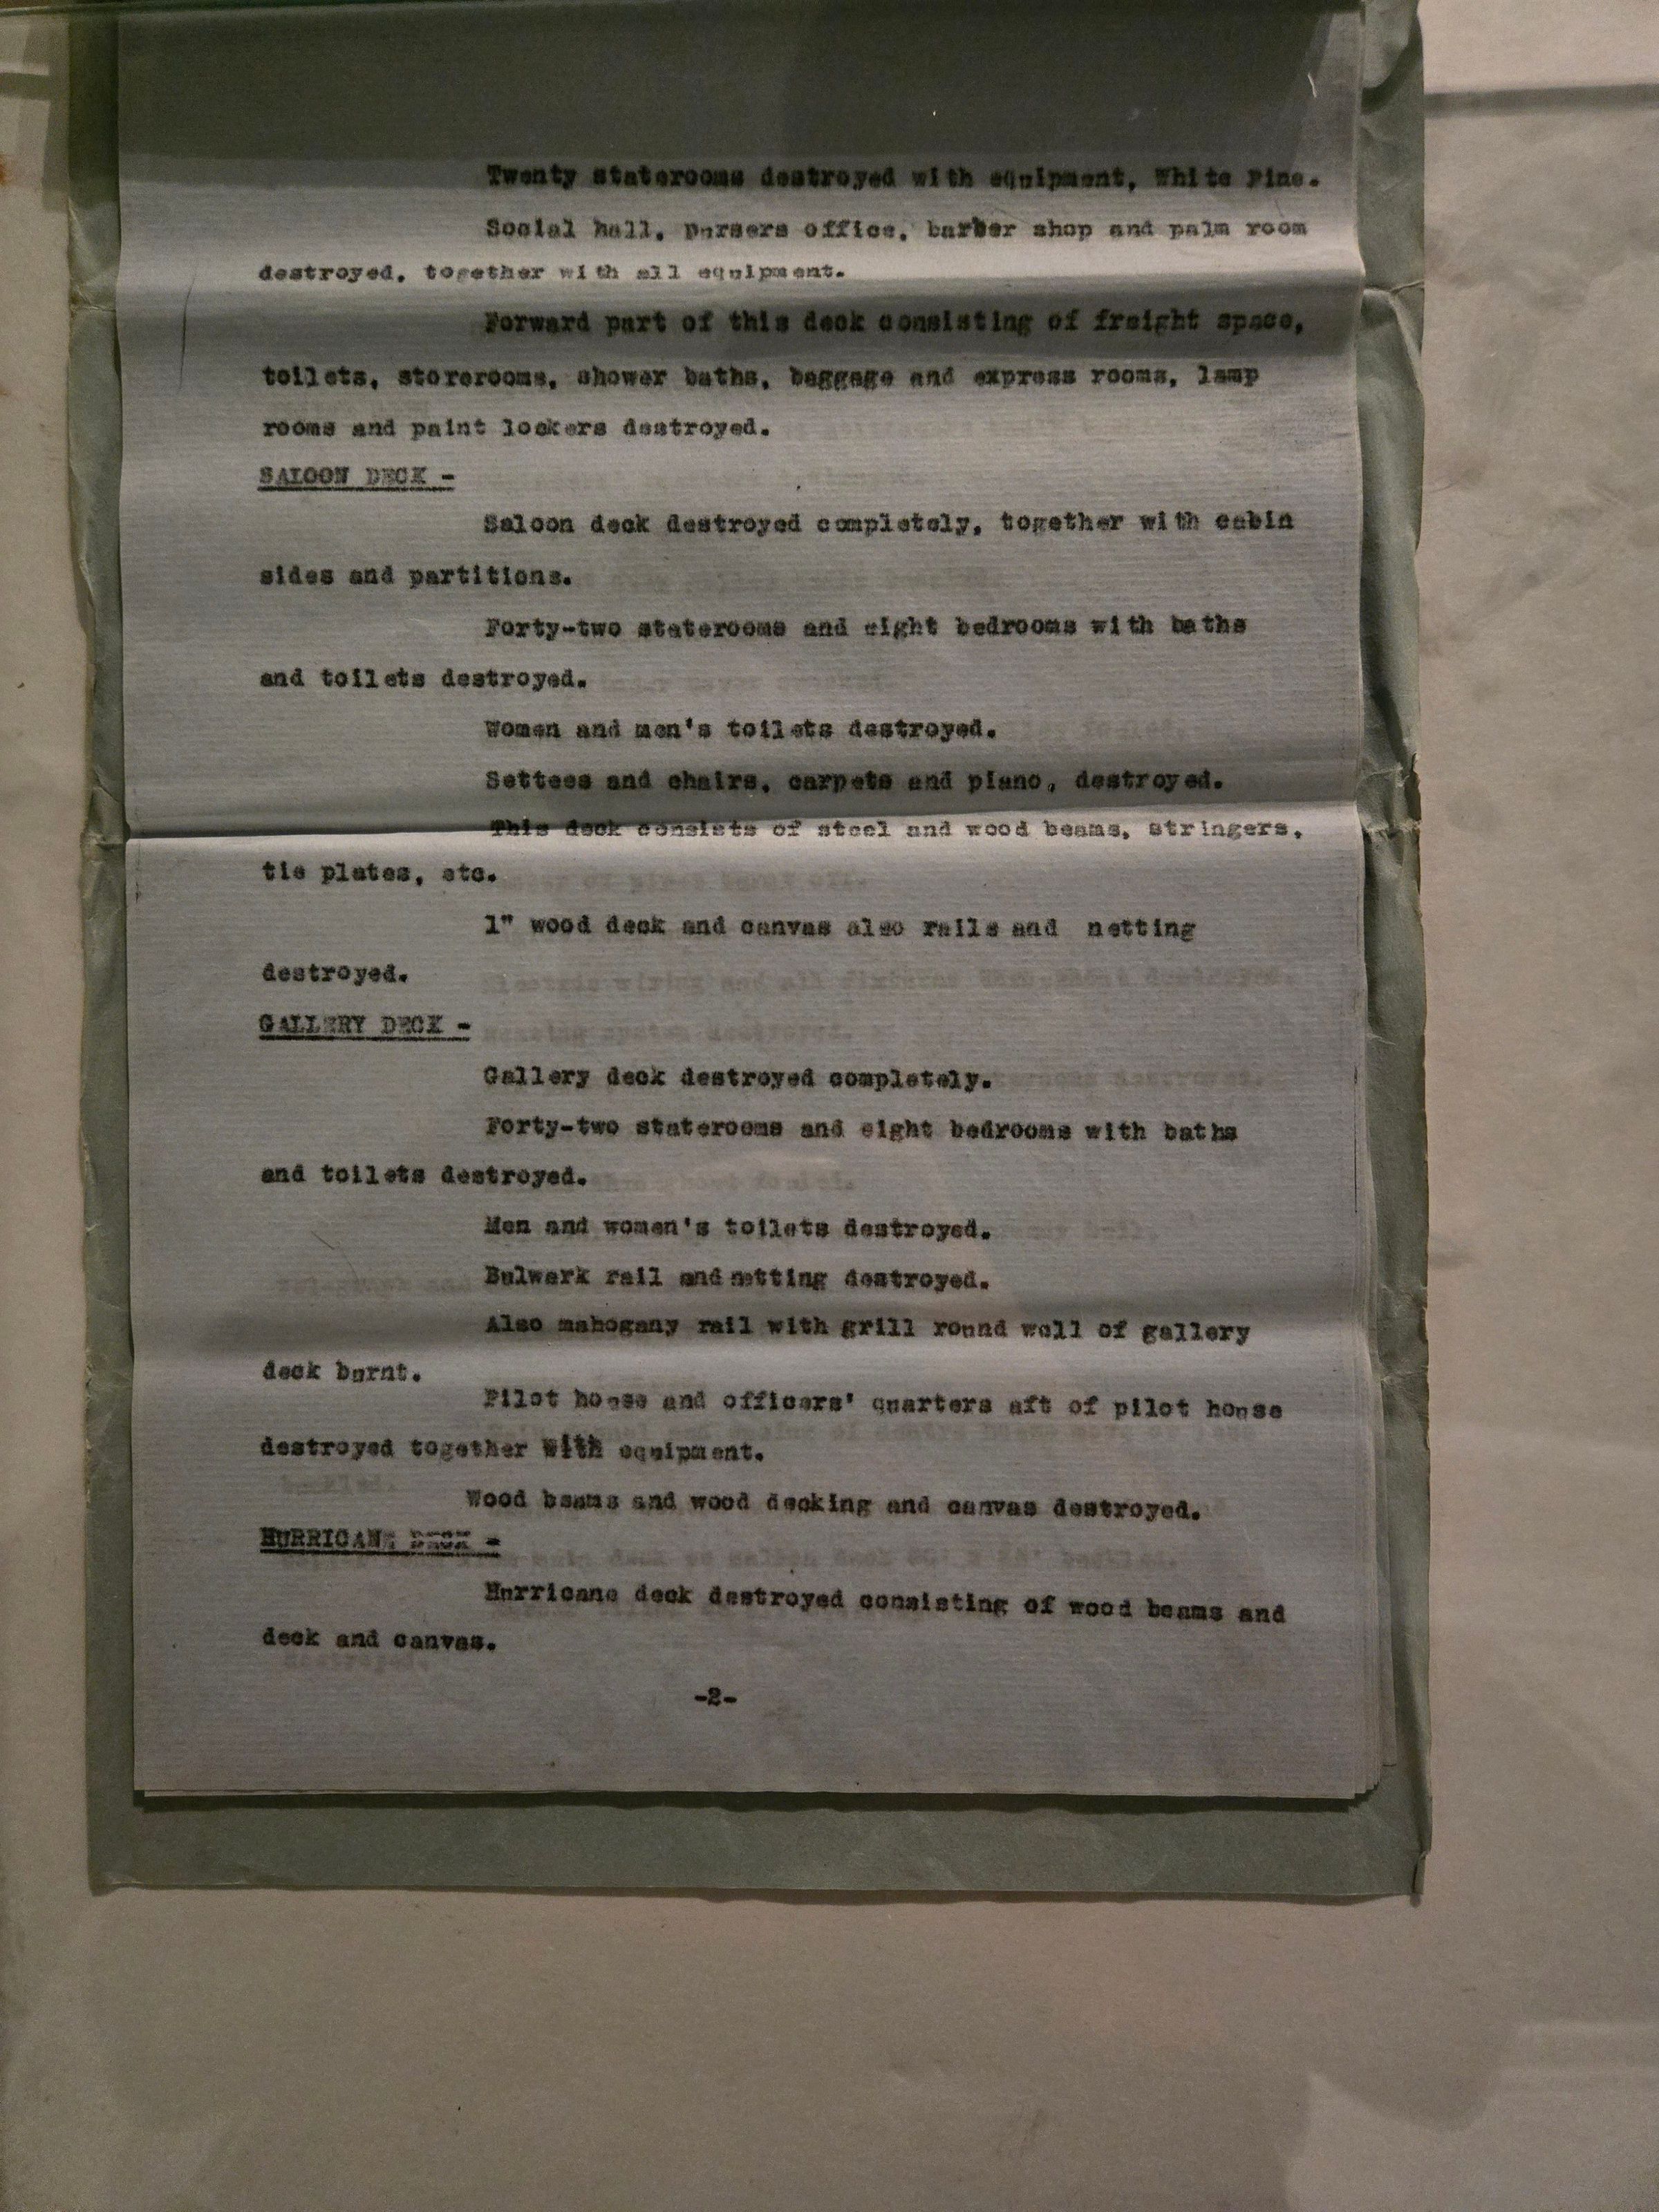 Twenty staterooms destroyed with equipment, White Pine.
Social hall, pursers office, barber shop and palm room
destroyed, together with all equipment.
Forward part of this deck consisting of freight space,
toilets, storerooms, shower baths, baggage and express rooms, lamp
rooms and paint lockers destroyed.
SALOON DECK -
Saloon deck destroyed completely, together with cabin
sides and partitions.
Forty-two staterooms and eight bedrooms with baths
and toilets destroyed.
Women and men's toilets destroyed.
Settees and chairs, carpets and piano, destroyed.
This deck consists of steel and wood beams, stringers,
tie plates, etc.
1" wood deck and canvas also rails and netting
destroyed.
GALLERY DECK -
Gallery deck destroyed completely.
Forty-two staterooms and eight bedrooms with baths
and toilets destroyed.
Men and women's toilets destroyed.
Bulwark rail and netting destroyed.
Also mahogany rail with grill round well of gallery
deck burnt.
Pilot house and officers' quarters aft of pilot house
destroyed together with equipment.
Wood beams and wood decking and canvas destroyed.
HURRICANE DECK -
Hurricane deck destroyed consisting of wood beams and
deck and canvas.
-2-